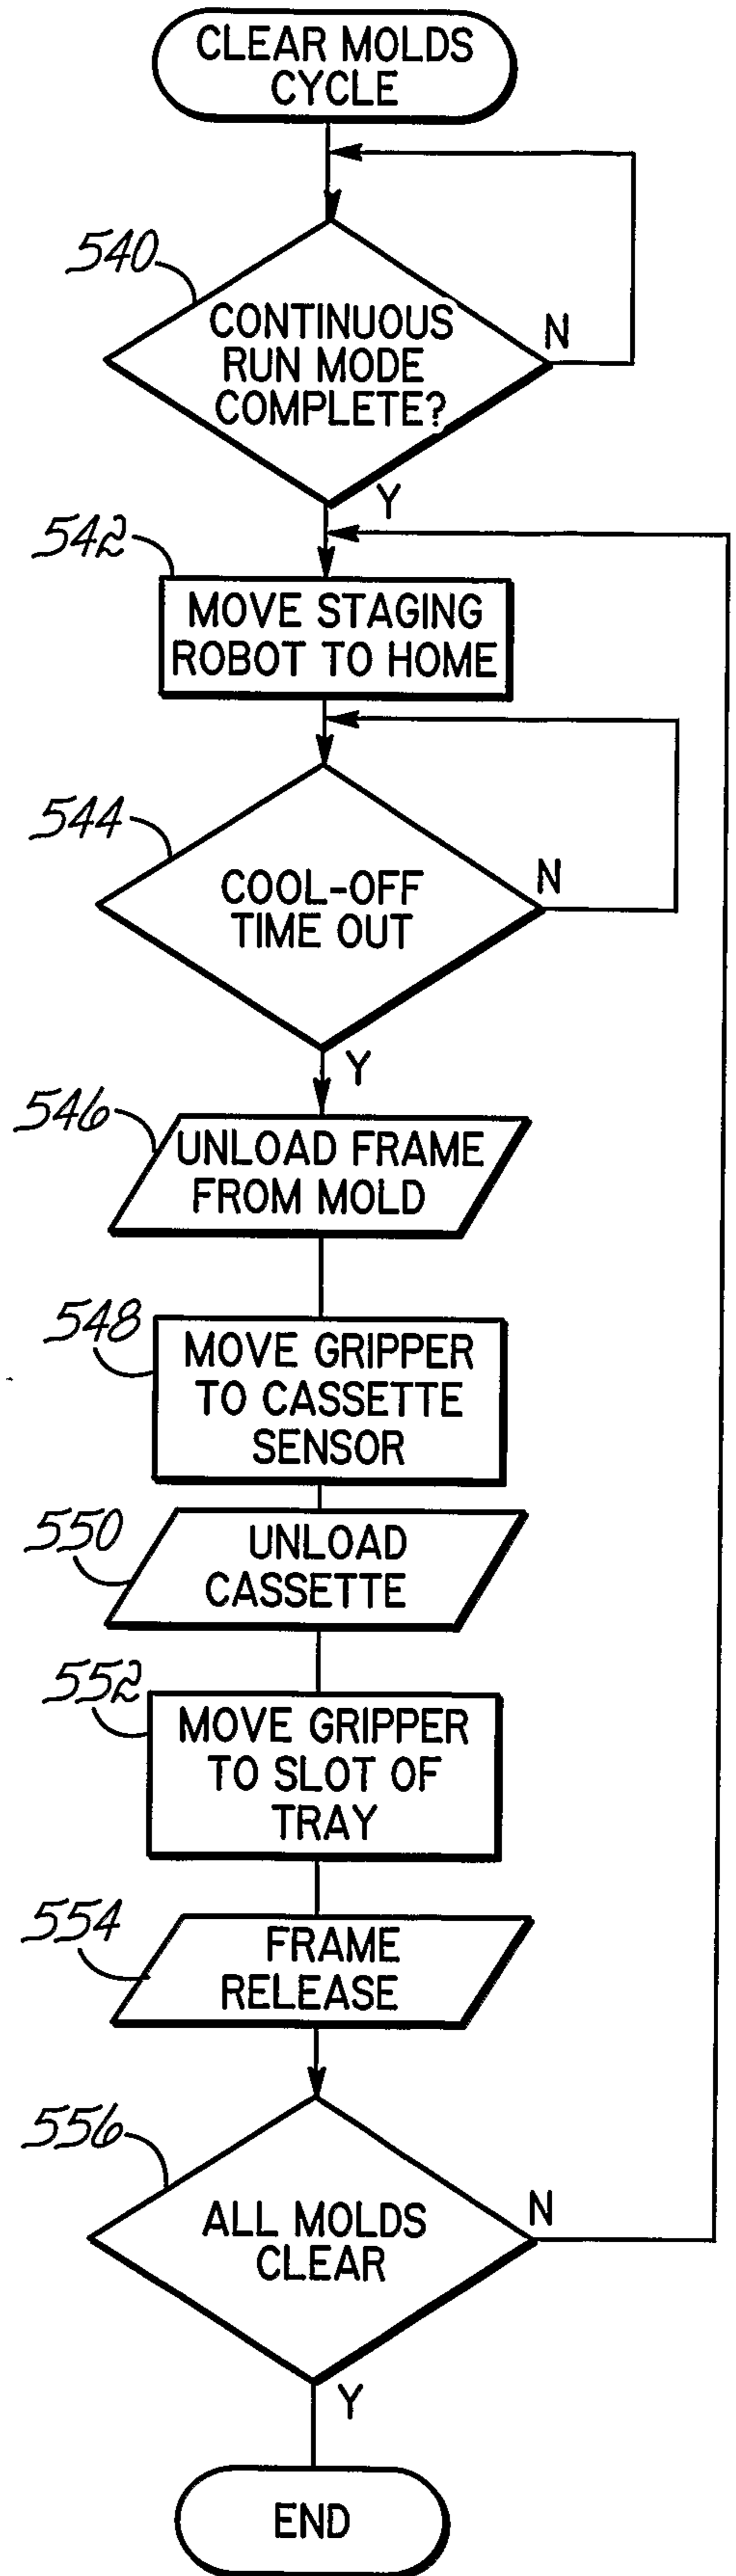 CLEAR MOLDS
CYCLE
540
CONTINUOUS
RUN MODE
COMPLETE?
N
Y
542
MOVE STAGING
ROBOT TO HOME
544
COOL-OFF
TIME OUT
N
Y
546
UNLOAD FRAME
FROM MOLD
548
MOVE GRIPPER
TO CASSETTE
SENSOR
550
UNLOAD
CASSETTE
552
MOVE GRIPPER
TO SLOT OF
TRAY
554
FRAME
RELEASE
556
ALL MOLDS
CLEAR
N
Y
END